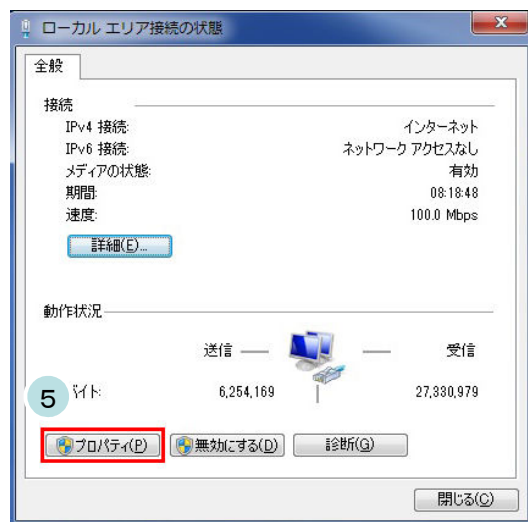 ローカル エリア接続の状態
全般
接続
IPv4 接続: インターネット
IPv6 接続: ネットワーク アクセスなし
メディアの状態: 有効
期間: 08:18:48
速度: 100.0 Mbps
詳細(E)...
動作状況
送信 受信
5 イト: 6,254,169 27,330,979
プロパティ(P) 無効にする(D) 診断(G)
閉じる(C)